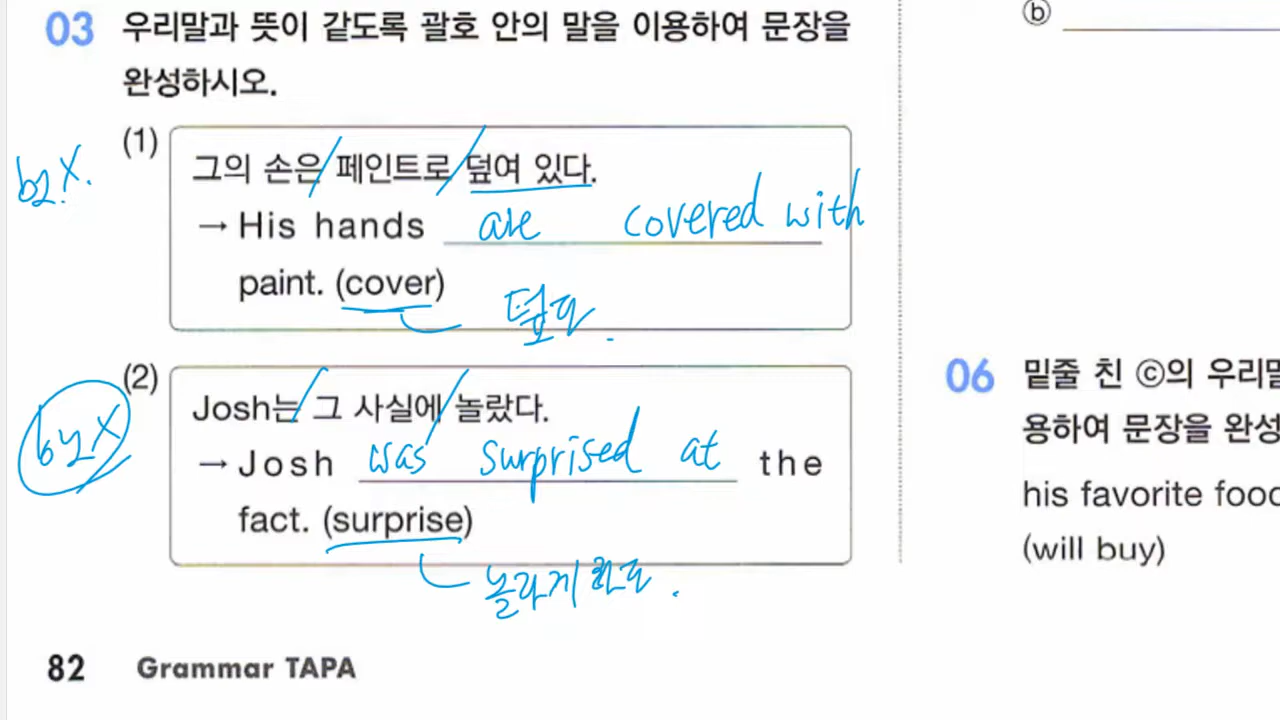 03 우리말과 뜻이 같도록 괄호 안의 말을 이용하여 문장을
완성하시오.
(1)
by X.
그의 손은 / 페인트로 / 덮여 있다.
→ His hands are covered with
paint. (cover)
덮다.
(2)
by X
Josh는 / 그 사실에 / 놀랐다.
→ Josh was surprised at the
fact. (surprise)
놀라게 하다.
82 Grammar TAPA
ⓑ
06 밑줄 친 ⓒ의 우리말
용하여 문장을 완성
his favorite food
(will buy)